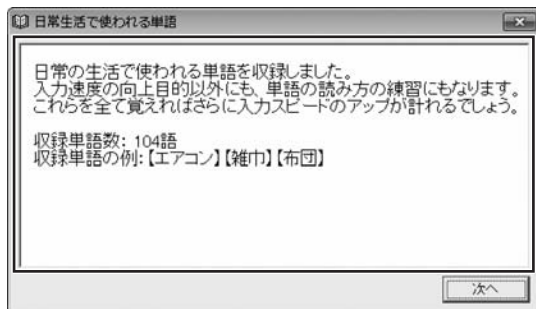 日常生活で使われる単語
日常の生活で使われる単語を収録しました。
入力速度の向上目的以外にも、単語の読み方の練習にもなります。
これらを全て覚えればさらに入力スピードのアップが計れるでしょう。
収録単語数: 104語
収録単語の例:【エアコン】【雑巾】【布団】
次へ